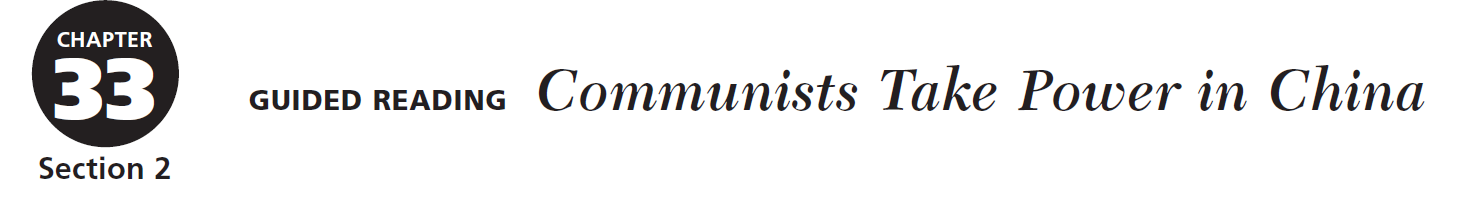 CHAPTER
33
Section 2
GUIDED READING Communists Take Power in China